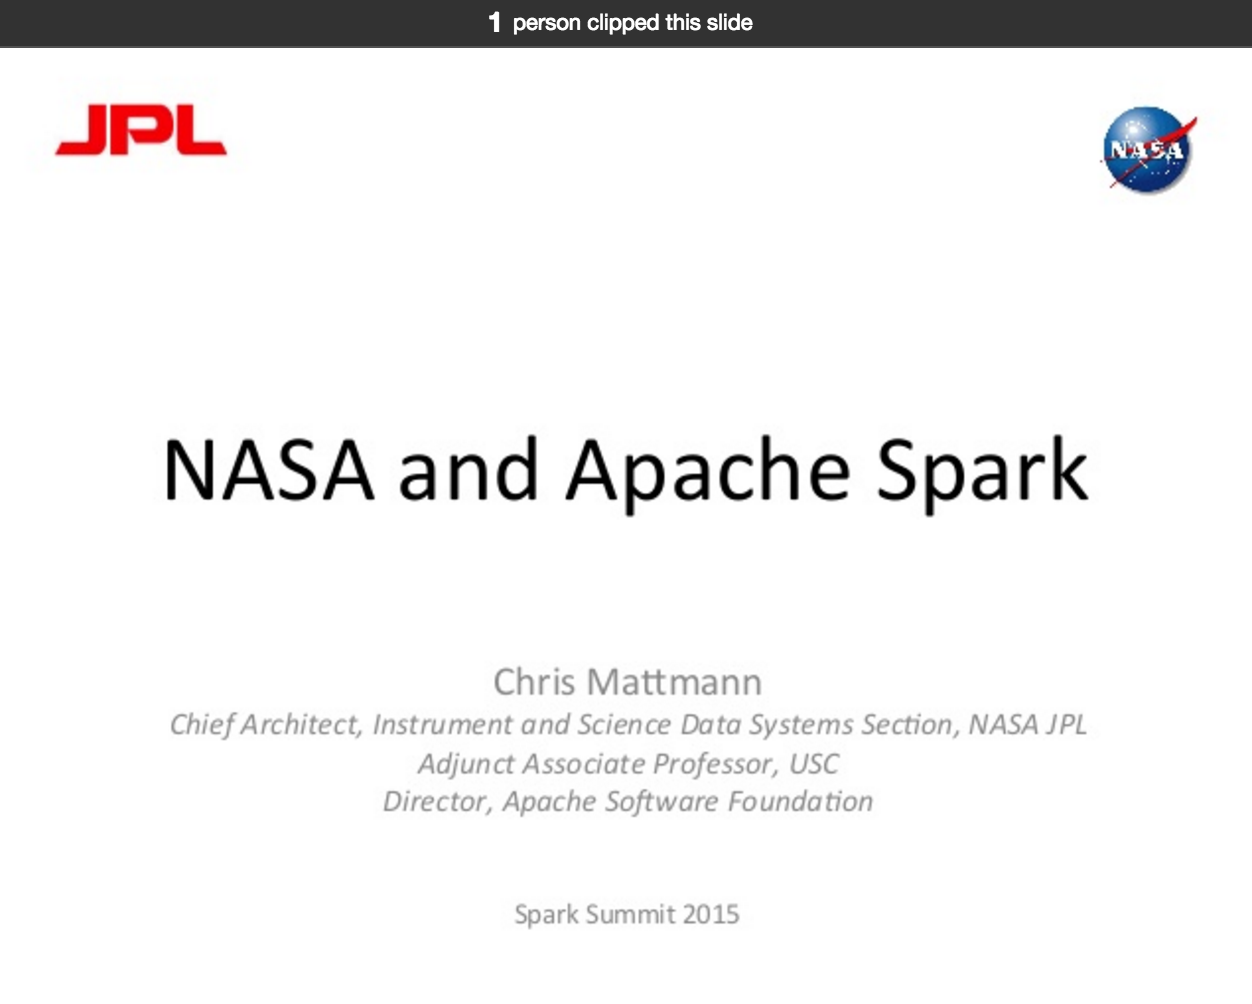 1 person clipped this slide
JPL
NASA
NASA and Apache Spark
Chris Mattmann
Chief Architect, Instrument and Science Data Systems Section, NASA JPL
Adjunct Associate Professor, USC
Director, Apache Software Foundation
Spark Summit 2015